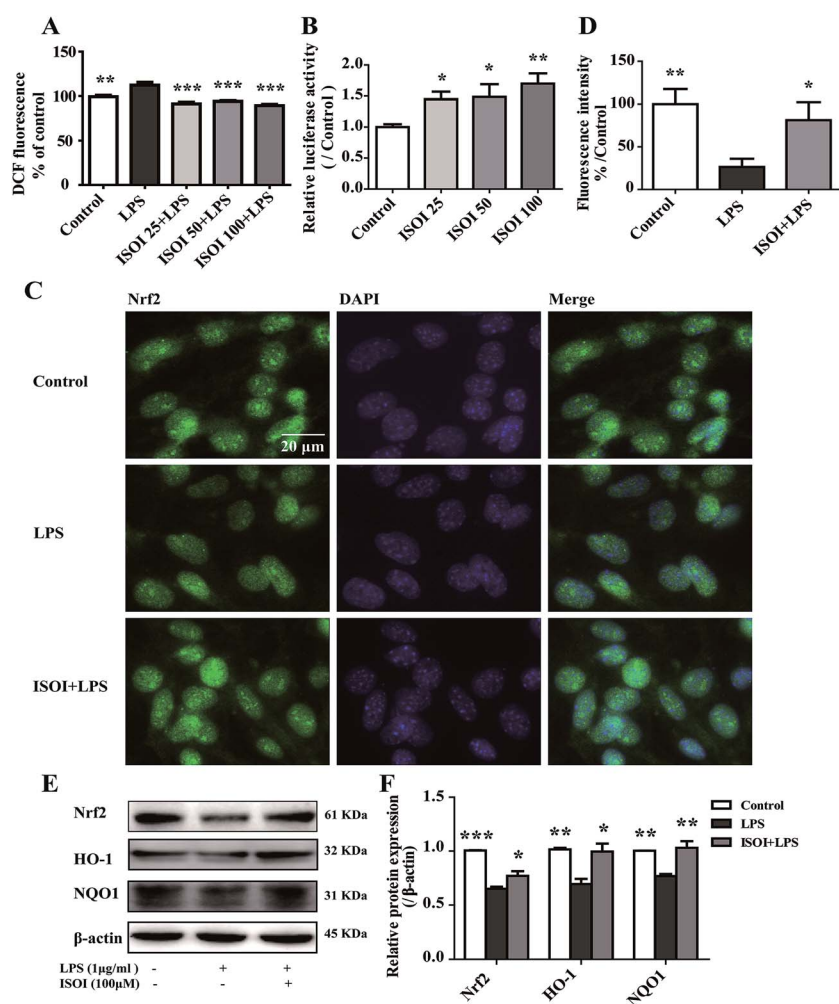 A
DCF fluorescence
% of control
150
100
50
0
**
***
***
***
Control
LPS
ISOI 25+LPS
ISOI 50+LPS
ISOI 100+LPS
B
Relative luciferase activity
( / Control )
2.0
1.5
1.0
0.5
0.0
*
*
**
Control
ISOI 25
ISOI 50
ISOI 100
D
Fluorescence intensity
% /Control
150
100
50
0
**
*
Control
LPS
ISOI+LPS
C
Nrf2
DAPI
Merge
Control
20 µm
LPS
ISOI+LPS
E
Nrf2
61 KDa
HO-1
32 KDa
NQO1
31 KDa
β-actin
45 KDa
LPS (1µg/ml ) - + +
ISOI (100µM) - - +
F
Relative protein expression
(/β-actin)
1.5
1.0
0.5
0.0
Control
LPS
ISOI+LPS
***
*
**
*
**
**
Nrf2
HO-1
NQO1